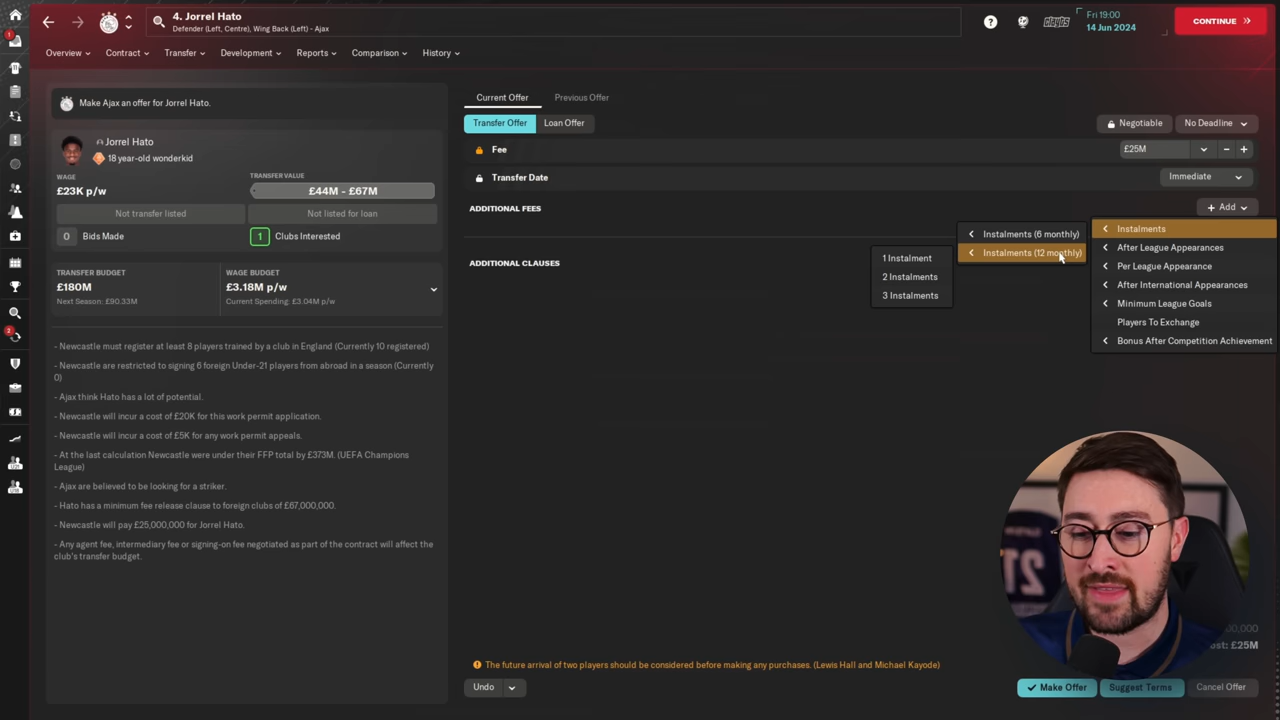 4. Jorrel Hato
Defender (Left, Centre), Wing Back (Left) - Ajax
Fri 19:00
14 Jun 2024
CONTINUE
Overview
Contract
Transfer
Development
Reports
Comparison
History
Make Ajax an offer for Jorrel Hato.
Jorrel Hato
18 year-old wonderkid
WAGE
£23K p/w
TRANSFER VALUE
£44M - £67M
Not transfer listed
Not listed for loan
0 Bids Made
1 Clubs Interested
TRANSFER BUDGET
£180M
Next Season: £90.33M
WAGE BUDGET
£3.18M p/w
Current Spending: £3.04M p/w
- Newcastle must register at least 8 players trained by a club in England (Currently 10 registered)
- Newcastle are restricted to signing 6 foreign Under-21 players from abroad in a season (Currently
0)
- Ajax think Hato has a lot of potential.
- Newcastle will incur a cost of £20K for this work permit application.
- Newcastle will incur a cost of £5K for any work permit appeals.
- At the last calculation Newcastle were under their FFP total by £373M. (UEFA Champions
League)
- Ajax are believed to be looking for a striker.
- Hato has a minimum fee release clause to foreign clubs of £67,000,000.
- Newcastle will pay £25,000,000 for Jorrel Hato.
- Any agent fee, intermediary fee or signing-on fee negotiated as part of the contract will affect the
club's transfer budget.
Current Offer
Previous Offer
Transfer Offer
Loan Offer
Negotiable
No Deadline
Fee
£25M
Transfer Date
Immediate
ADDITIONAL FEES
+ Add
ADDITIONAL CLAUSES
1 Instalment
2 Instalments
3 Instalments
Instalments (6 monthly)
Instalments (12 monthly)
Instalments
After League Appearances
Per League Appearance
After International Appearances
Minimum League Goals
Players To Exchange
Bonus After Competition Achievement
The future arrival of two players should be considered before making any purchases. (Lewis Hall and Michael Kayode)
Undo
Make Offer
Suggest Terms
Cancel Offer
£25M